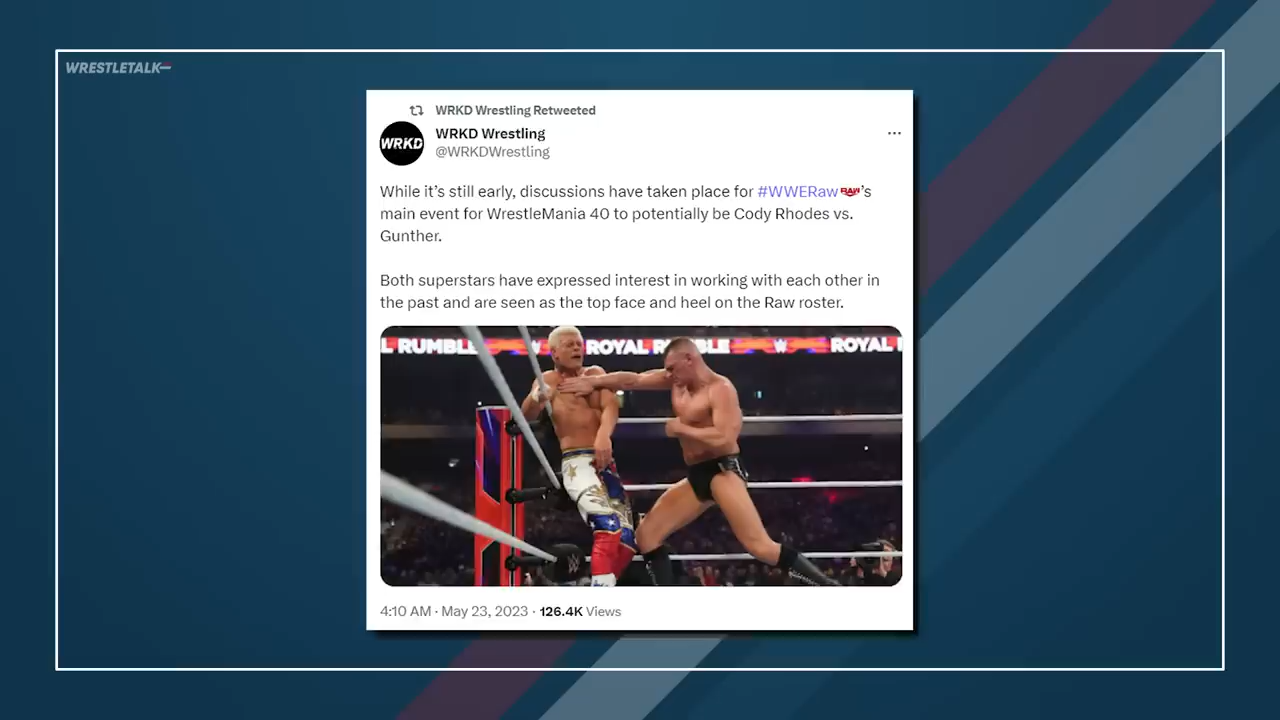 WRESTLETALK
WRKD Wrestling Retweeted
WRKD
WRKD Wrestling
@WRKDWrestling
While it's still early, discussions have taken place for #WWERaw RAW's
main event for WrestleMania 40 to potentially be Cody Rhodes vs.
Gunther.
Both superstars have expressed interest in working with each other in
the past and are seen as the top face and heel on the Raw roster.
L RUMBLE W ROYAL RUMBLE W ROYAL R
W
4:10 AM · May 23, 2023 · 126.4K Views